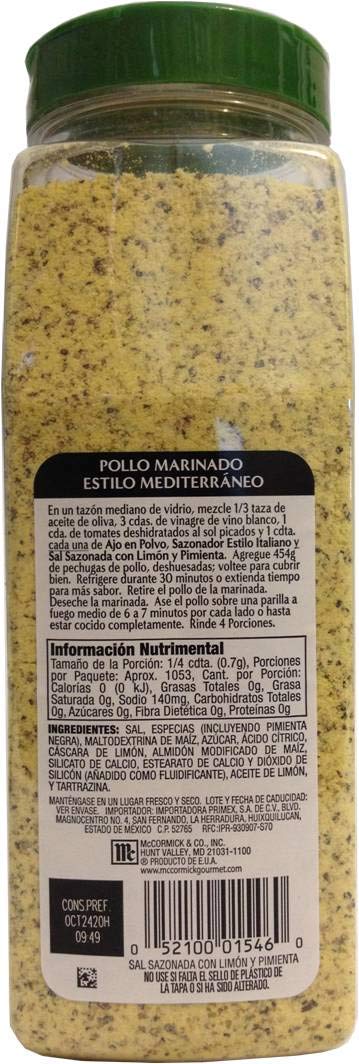 POLLO MARINADO
ESTILO MEDITERRÁNEO
En un tazón mediano de vidrio, mezcle 1/3 taza de
aceite de oliva, 3 cdas. de vinagre de vino blanco, 1
cda. de tomates deshidratados al sol picados y 1 cdta.
cada una de Ajo en Polvo, Sazonador Estilo Italiano y
Sal Sazonada con Limón y Pimienta. Agregue 454g
de pechugas de pollo, deshuesadas; voltee para cubrir
bien. Refrigere durante 30 minutos o extienda tiempo
para más sabor. Retire el pollo de la marinada.
Deseche la marinada. Ase el pollo sobre una parilla a
fuego medio de 6 a 7 minutos por cada lado o hasta
estar cocido completamente. Rinde 4 Porciones.
Información Nutrimental
Tamaño de la Porción: 1/4 cdta. (0.7g), Porciones
por Paquete: Aprox. 1053, Cant. por Porción:
Calorías 0 (0 kJ), Grasas Totales 0g, Grasa
Saturada 0g, Sodio 140mg, Carbohidratos Totales
0g, Azúcares 0g, Fibra Dietética 0g, Proteínas 0g
INGREDIENTES: SAL, ESPECIAS (INCLUYENDO PIMIENTA
NEGRA), MALTODEXTRINA DE MAÍZ, AZÚCAR, ÁCIDO CÍTRICO,
CÁSCARA DE LIMÓN, ALMIDÓN MODIFICADO DE MAÍZ,
SILICATO DE CALCIO, ESTEARATO DE CALCIO Y DIÓXIDO DE
SILICÓN (AÑADIDO COMO FLUIDIFICANTE), ACEITE DE LIMÓN,
Y TARTRAZINA.
MANTÉNGASE EN UN LUGAR FRESCO Y SECO. LOTE Y FECHA DE CADUCIDAD:
VER ENVASE. IMPORTADOR: IMPORTADORA PRIMEX, S.A. DE C.V., BLVD.
MAGNOCENTRO NO. 4, SAN FERNANDO, LA HERRADURA, HUIXQUILUCAN,
ESTADO DE MÉXICO C.P. 52765 RFC:IPR-930907-S70
Mc
McCORMICK & CO., INC.
HUNT VALLEY, MD 21031-1100
® PRODUCTO DE E.U.A.
www.mccormickgourmet.com
CONS.PREF.
OCT2420H
09 49
0 52100 01546 0
SAL SAZONADA CON LIMÓN Y PIMIENTA
NO USE SI FALTA EL SELLO DE PLÁSTICO DE
LA TAPA O SI HA SIDO ALTERADO.